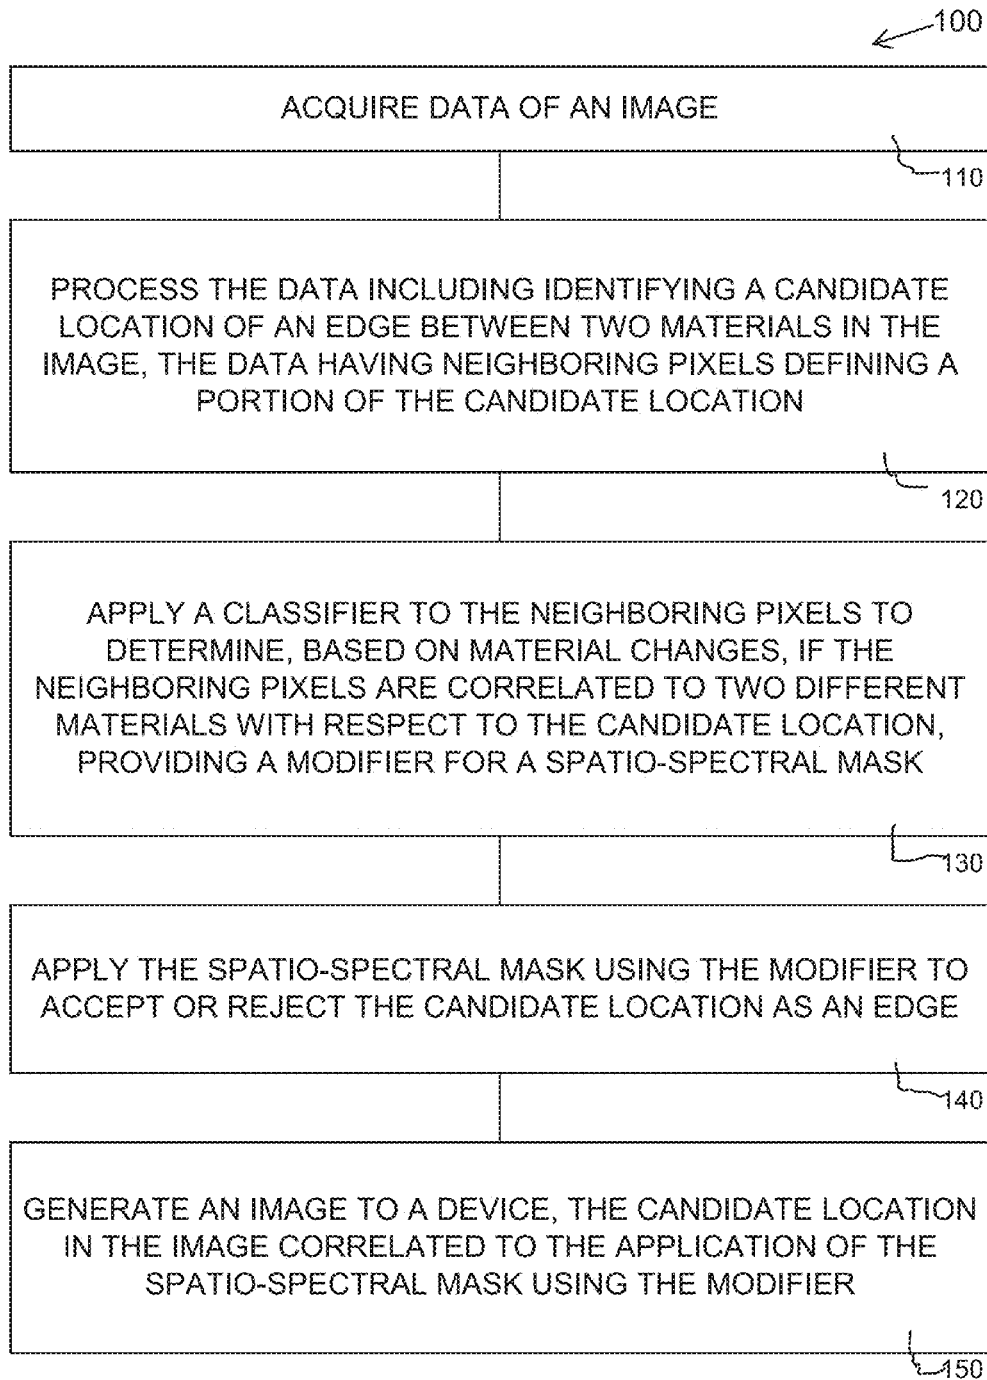 100
ACQUIRE DATA OF AN IMAGE
110
PROCESS THE DATA INCLUDING IDENTIFYING A CANDIDATE
LOCATION OF AN EDGE BETWEEN TWO MATERIALS IN THE
IMAGE, THE DATA HAVING NEIGHBORING PIXELS DEFINING A
PORTION OF THE CANDIDATE LOCATION
120
APPLY A CLASSIFIER TO THE NEIGHBORING PIXELS TO
DETERMINE, BASED ON MATERIAL CHANGES, IF THE
NEIGHBORING PIXELS ARE CORRELATED TO TWO DIFFERENT
MATERIALS WITH RESPECT TO THE CANDIDATE LOCATION,
PROVIDING A MODIFIER FOR A SPATIO-SPECTRAL MASK
130
APPLY THE SPATIO-SPECTRAL MASK USING THE MODIFIER TO
ACCEPT OR REJECT THE CANDIDATE LOCATION AS AN EDGE
140
GENERATE AN IMAGE TO A DEVICE, THE CANDIDATE LOCATION
IN THE IMAGE CORRELATED TO THE APPLICATION OF THE
SPATIO-SPECTRAL MASK USING THE MODIFIER
150